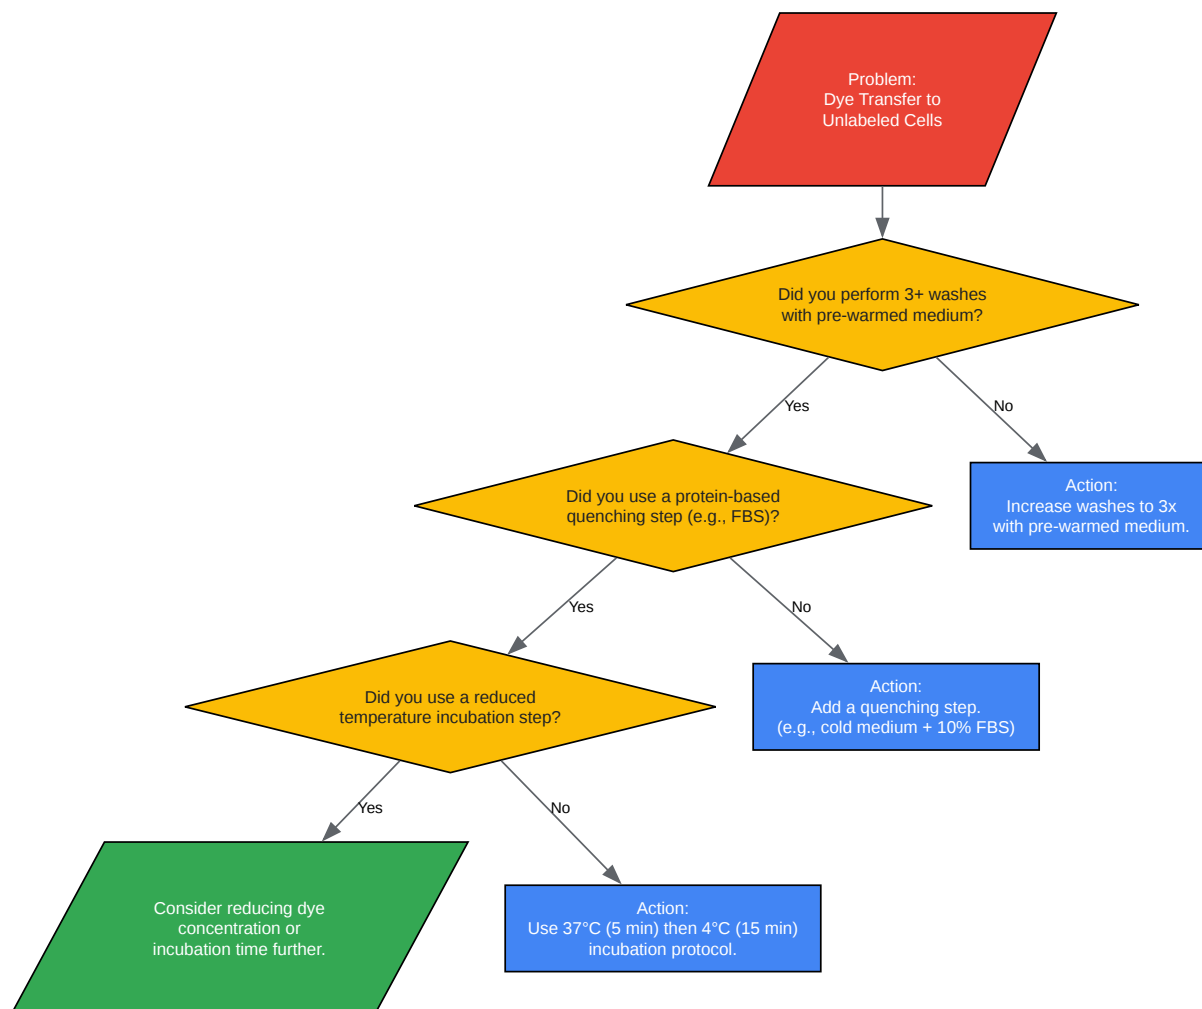 Problem:
Dye Transfer to
Unlabeled Cells
Did you perform 3+ washes
with pre-warmed medium?
Yes
No
Action:
Increase washes to 3x
with pre-warmed medium.
Did you use a protein-based
quenching step (e.g., FBS)?
Yes
No
Action:
Add a quenching step.
(e.g., cold medium + 10% FBS)
Did you use a reduced
temperature incubation step?
Yes
No
Consider reducing dye
concentration or
incubation time further.
Action:
Use 37°C (5 min) then 4°C (15 min)
incubation protocol.